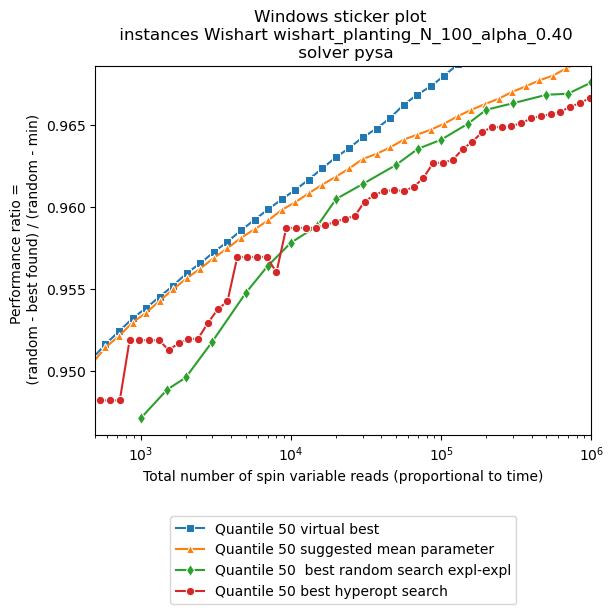 Windows sticker plot
instances Wishart wishart_planting_N_100_alpha_0.40
solver pysa
Performance ratio =
(random - best found) / (random - min)
0.965
0.960
0.955
0.950
10³
10⁴
10⁵
10⁶
Total number of spin variable reads (proportional to time)
Quantile 50 virtual best
Quantile 50 suggested mean parameter
Quantile 50  best random search expl-expl
Quantile 50 best hyperopt search